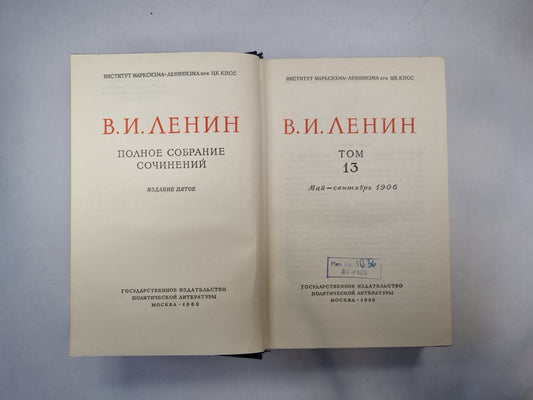 ИНСТИТУТ МАРКСИЗМА-ЛЕНИНИЗМА при ЦК КПСС
В. И. ЛЕНИН
ПОЛНОЕ СОБРАНИЕ
СОЧИНЕНИЙ
ИЗДАНИЕ ПЯТОЕ
ГОСУДАРСТВЕННОЕ ИЗДАТЕЛЬСТВО
ПОЛИТИЧЕСКОЙ ЛИТЕРАТУРЫ
МОСКВА · 1960
ИНСТИТУТ МАРКСИЗМА-ЛЕНИНИЗМА при ЦК КПСС
В. И. ЛЕНИН
ТОМ
13
Май — сентябрь 1906
ГОСУДАРСТВЕННОЕ ИЗДАТЕЛЬСТВО
ПОЛИТИЧЕСКОЙ ЛИТЕРАТУРЫ
МОСКВА · 1960